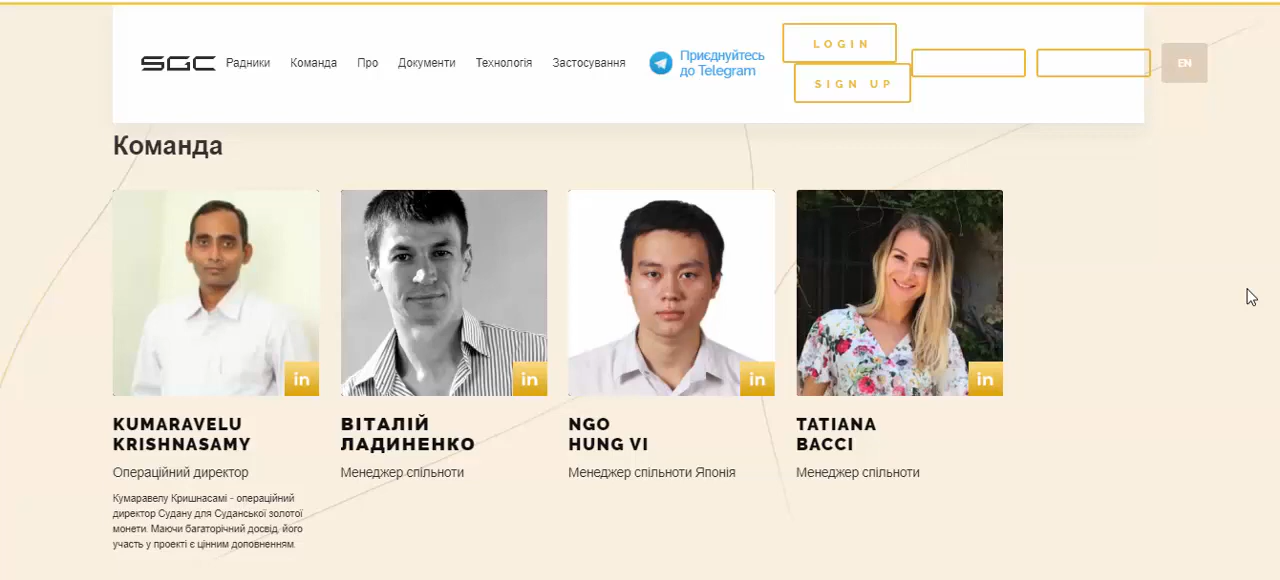 SGC
Радники Команда Про Документи Технологія Застосування
Приєднуйтесь
до Telegram
LOGIN
SIGN UP
EN
Команда
in in in in
KUMARAVELU
KRISHNASAMY
Операційний директор
Кумаравелу Кришнасамі - операційний
директор Судану для Суданської золотої
монети. Маючи багаторічний досвід, його
участь у проекті є цінним доповненням.
ВІТАЛІЙ
ЛАДИНЕНКО
Менеджер спільноти
NGO
HUNG VI
Менеджер спільноти Японія
TATIANA
BACCI
Менеджер спільноти